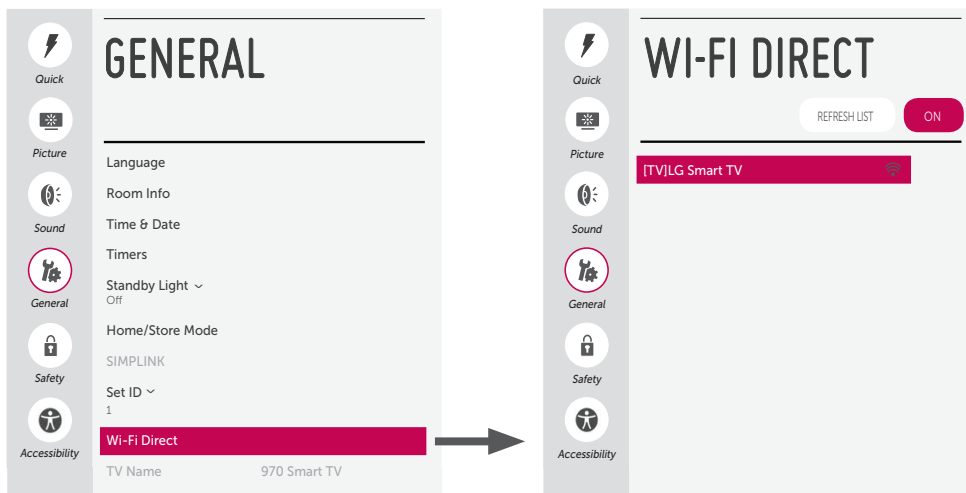 Quick
Picture
Sound
General
Safety
Accessibility
GENERAL
Language
Room Info
Time & Date
Timers
Standby Light
Off
Home/Store Mode
SIMPLINK
Set ID
1
Wi-Fi Direct
TV Name 970 Smart TV
Quick
Picture
Sound
General
Safety
Accessibility
WI-FI DIRECT
REFRESH LIST ON
[TV]LG Smart TV